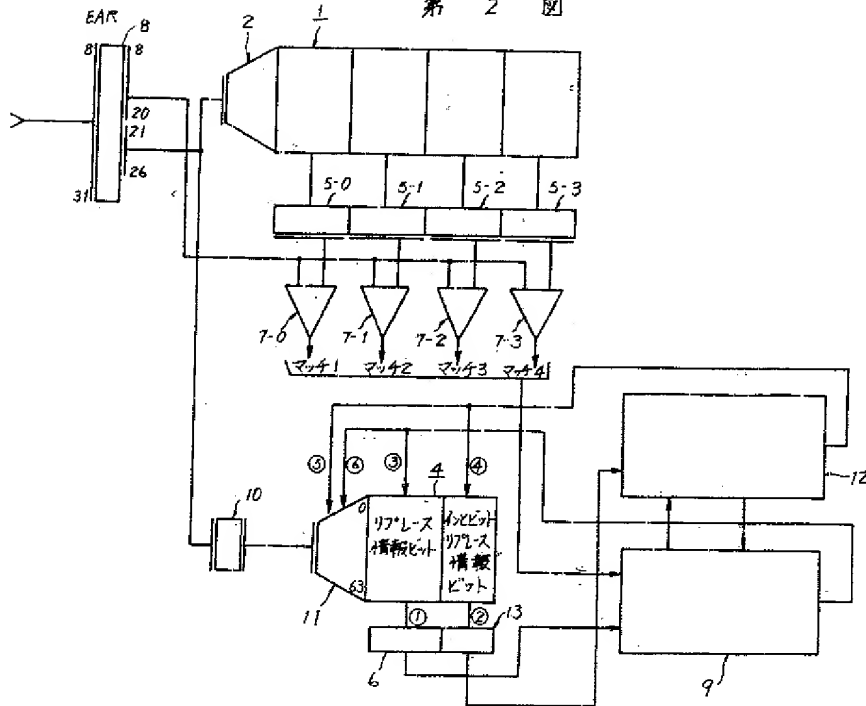 第 2 図
EAR
8
8
8
20
21
26
31
2
1
5-0
5-1
5-2
5-3
7-0
7-1
7-2
7-3
マッチ1
マッチ2
マッチ3
マッチ4
⑤
⑥
③
④
4
12
10
0
63
リプレース
情報ビット
インヒビット
リプレース
情報
ビット
11
①
②
13
6
9